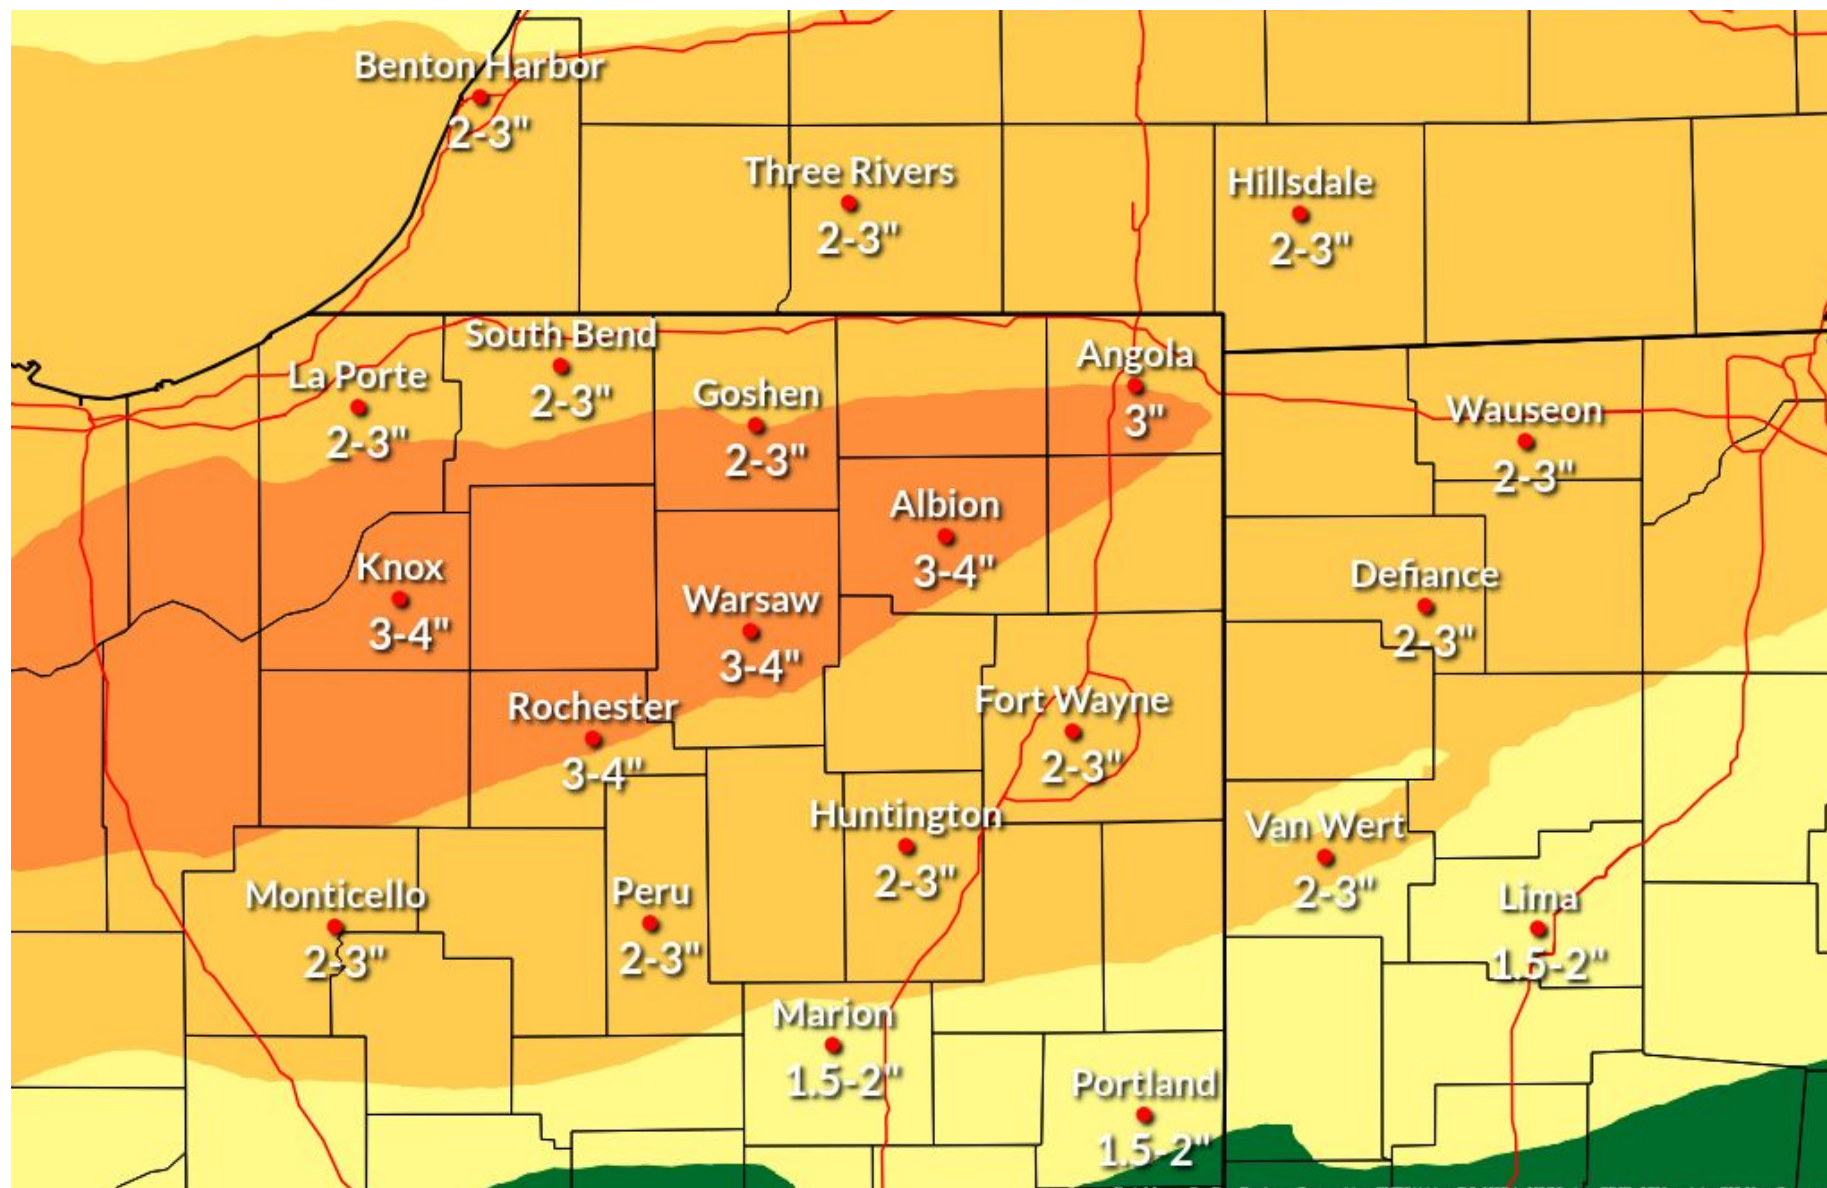 Benton Harbor
2-3"
Three Rivers
2-3"
Hillsdale
2-3"
South Bend
2-3"
La Porte
2-3"
Goshen
2-3"
Angola
3"
Wauseon
2-3"
Albion
3-4"
Knox
3-4"
Warsaw
3-4"
Defiance
2-3"
Rochester
3-4"
Fort Wayne
2-3"
Huntington
2-3"
Van Wert
2-3"
Monticello
2-3"
Peru
2-3"
Lima
1.5-2"
Marion
1.5-2"
Portland
1.5-2"